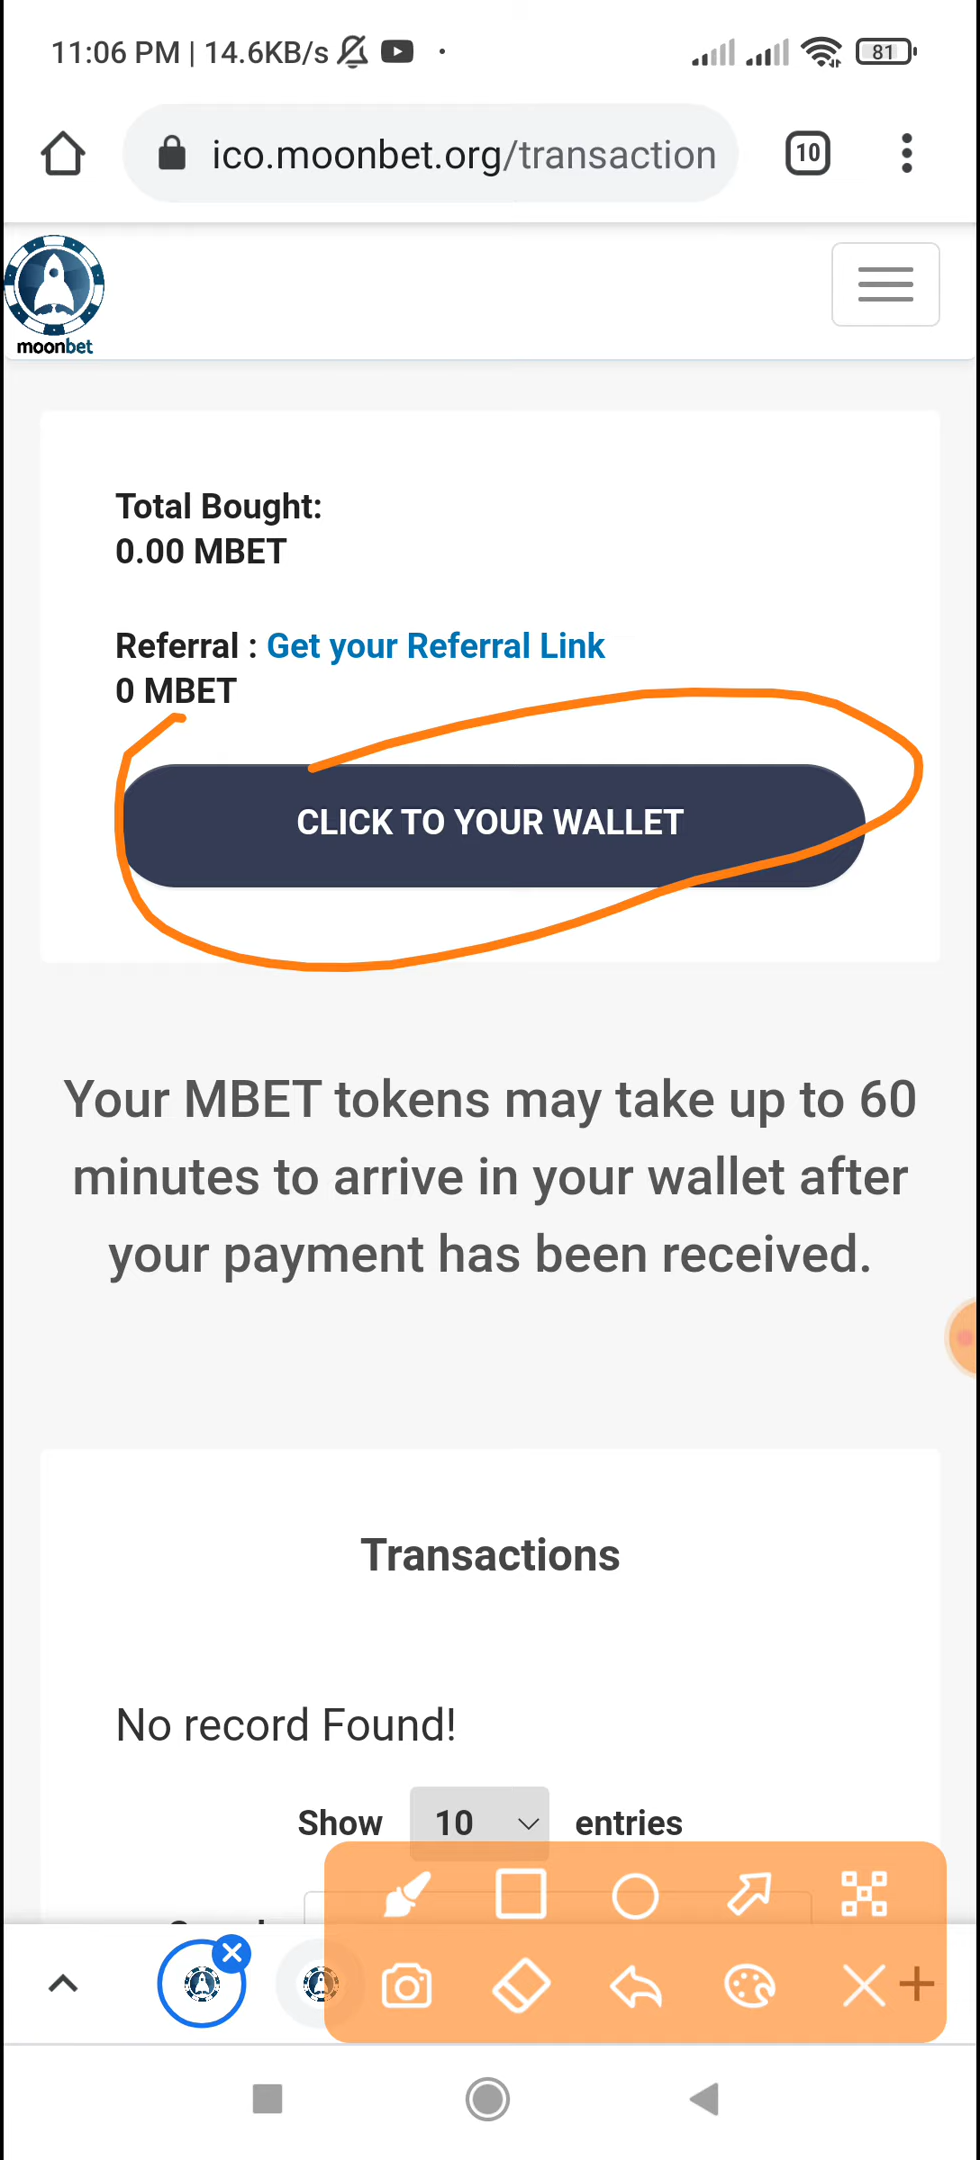 11:06 PM | 14.6KB/s
81
ico.moonbet.org/transaction
10
moonbet
Total Bought:
0.00 MBET
Referral : Get your Referral Link
0 MBET
CLICK TO YOUR WALLET
Your MBET tokens may take up to 60
minutes to arrive in your wallet after
your payment has been received.
Transactions
No record Found!
Show 10 entries